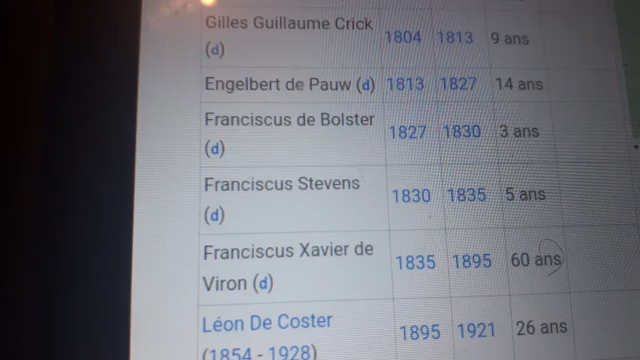 Gilles Guillaume Crick
(d)
1804 1813 9 ans
Engelbert de Pauw (d) 1813 1827 14 ans
Franciscus de Bolster
(d)
1827 1830 3 ans
Franciscus Stevens
(d)
1830 1835 5 ans
Franciscus Xavier de
Viron (d)
1835 1895 60 ans
Léon De Coster
(1854 - 1928)
1895 1921 26 ans